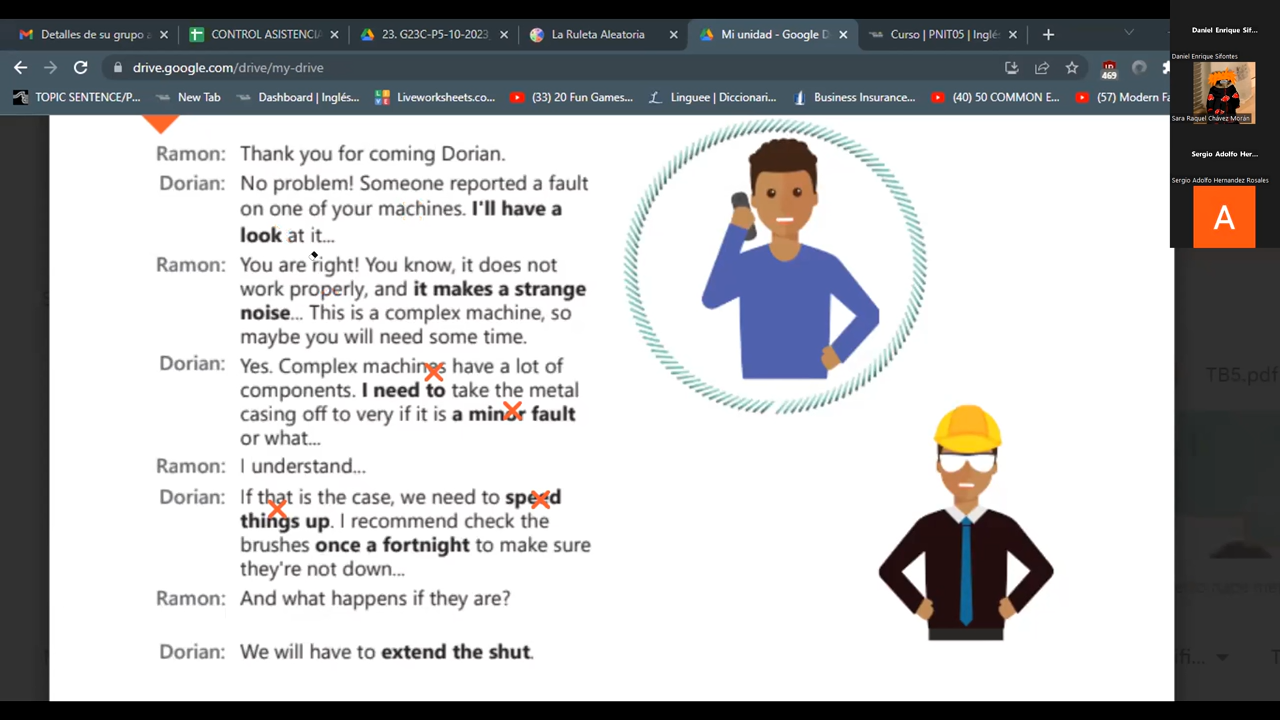 Detalles de su grupo a
CONTROL ASISTENCIA
23. G23C-P5-10-2023
La Ruleta Aleatoria
Mi unidad - Google D
Curso | PNIT05 | Inglés
drive.google.com/drive/my-drive
469
TOPIC SENTENCE/P...
New Tab
Dashboard | Inglés...
Liveworksheets.co...
(33) 20 Fun Games...
Linguee | Diccionari...
Business Insurance...
(40) 50 COMMON E...
(57) Modern Fa
Daniel Enrique Sif...
Daniel Enrique Sifontes
Sara Raquel Chávez Morán
Sergio Adolfo Her...
Sergio Adolfo Hernandez Rosales
A
Ramon: Thank you for coming Dorian.
Dorian: No problem! Someone reported a fault
on one of your machines. I'll have a
look at it...
Ramon: You are right! You know, it does not
work properly, and it makes a strange
noise... This is a complex machine, so
maybe you will need some time.
Dorian: Yes. Complex machines have a lot of
components. I need to take the metal
casing off to very if it is a minor fault
or what...
Ramon: I understand...
Dorian: If that is the case, we need to speed
things up. I recommend check the
brushes once a fortnight to make sure
they're not down...
Ramon: And what happens if they are?
Dorian: We will have to extend the shut.
TB5.pdf